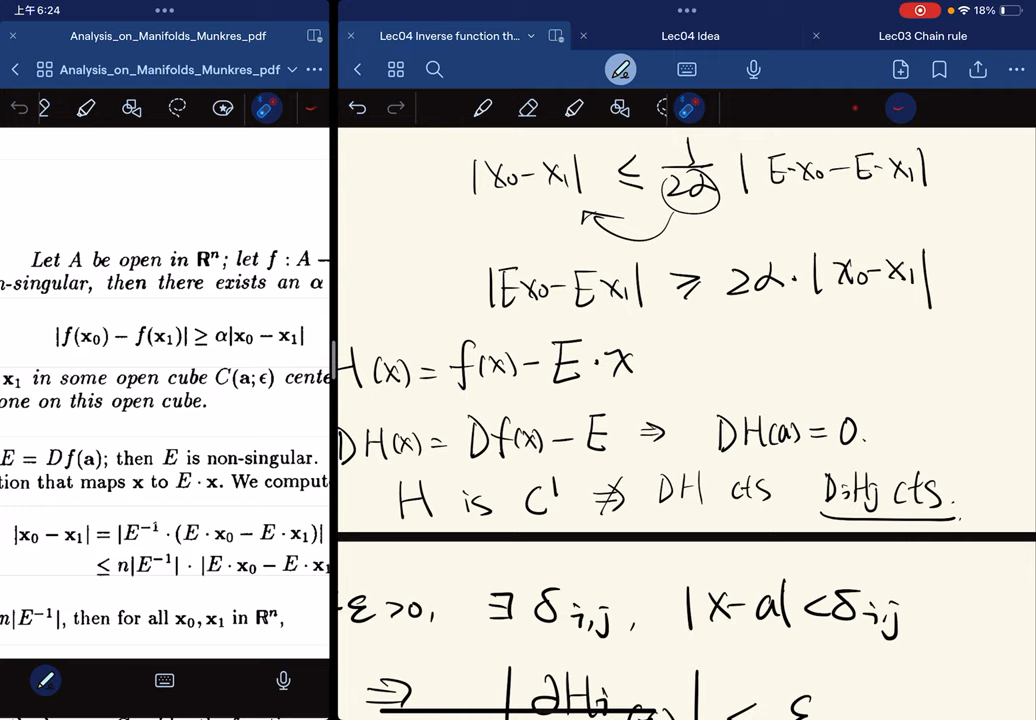 上午6:24
18%
Analysis_on_Manifolds_Munkres_pdf
Lec04 Inverse function th...
Lec04 Idea
Lec03 Chain rule
Analysis_on_Manifolds_Munkres_pdf
Let A be open in Rⁿ; let f : A –
n-singular, then there exists an α
|f(x₀) − f(x₁)| ≥ α|x₀ − x₁|
x₁ in some open cube C(a; ϵ) cente
one on this open cube.
E = Df(a); then E is non-singular.
tion that maps x to E · x. We comput
|x₀ − x₁| = |E⁻¹ · (E · x₀ − E · x₁)|
≤ n|E⁻¹| · |E · x₀ − E · x₁
n|E⁻¹|, then for all x₀, x₁ in Rⁿ,
|x₀-x₁| ≤ 1/2α |E·x₀-E·x₁|
|Ex₀-Ex₁| ≥ 2α·|x₀-x₁|
H(x) = f(x) - E·x
DH(x) = Df(x) - E ⇒ DH(a) = 0.
H is C¹ ⇏ DH cts DiHj cts.
ε>0, ∃ δi,j, |x-a|<δi,j
⇒ | ∂Hi | < ε